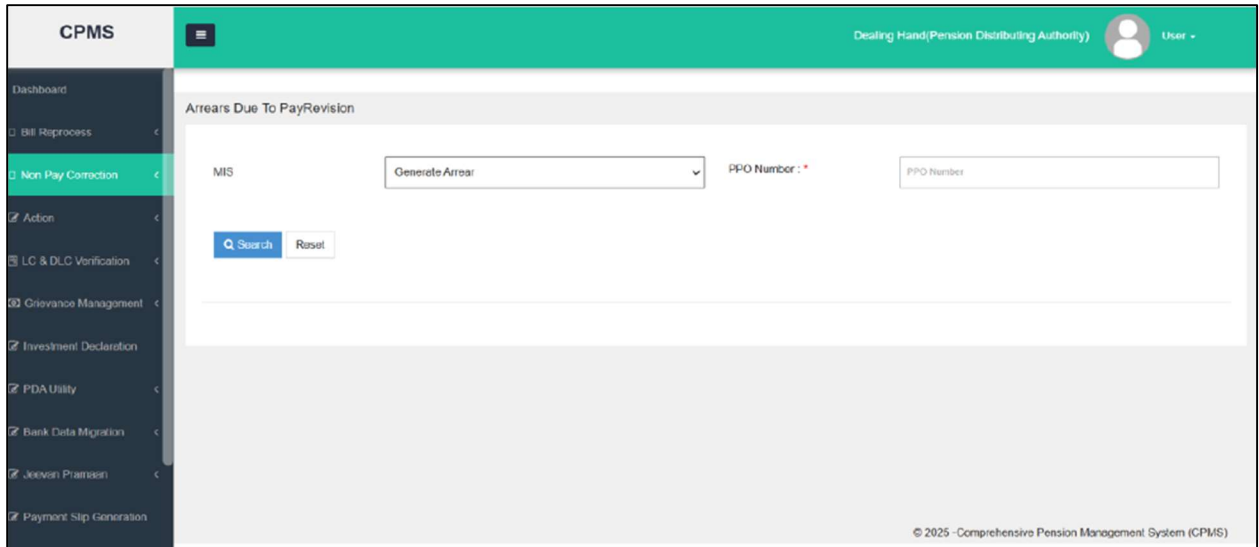 CPMS
Dealing Hand(Pension Distributing Authority)
User
Dashboard
Bill Reprocess
Non Pay Correction
Action
LC & DLC Verification
Grievance Management
Investment Declaration
PDA Utility
Bank Data Migration
Jeevan Pramaan
Payment Slip Generation
Arrears Due To PayRevision
MIS
Generate Arrear
PPO Number : *
PPO Number
Search
Reset
© 2025 -Comprehensive Pension Management System (CPMS)